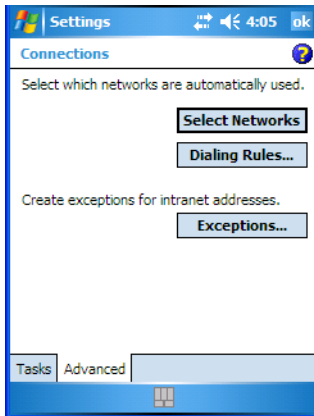 Settings 4:05 ok
Connections
Select which networks are automatically used.
Select Networks
Dialing Rules...
Create exceptions for intranet addresses.
Exceptions...
Tasks Advanced